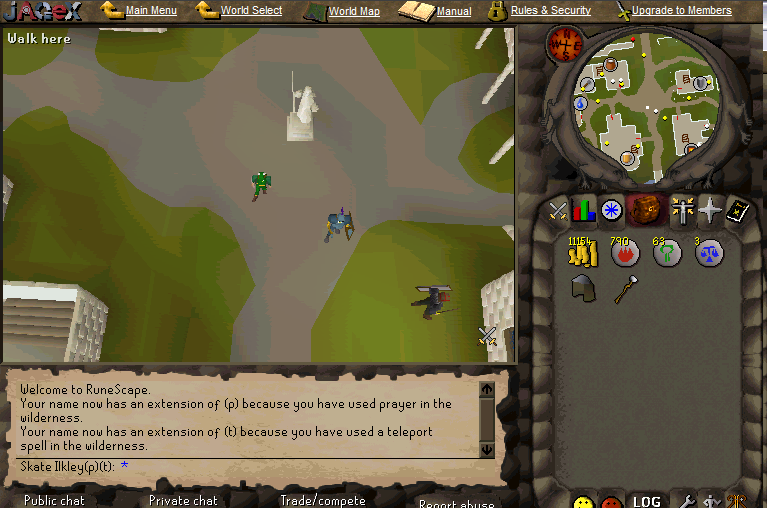 JAGEX Main Menu World Select World Map Manual Rules & Security Upgrade to Members
Walk here
11154 790 63 3
Welcome to RuneScape.
Your name now has an extension of (p) because you have used prayer in the
wilderness.
Your name now has an extension of (t) because you have used a teleport
spell in the wilderness.
Skate Ilkley(p)(t): *
Public chat Private chat Trade/compete Report abuse LOG